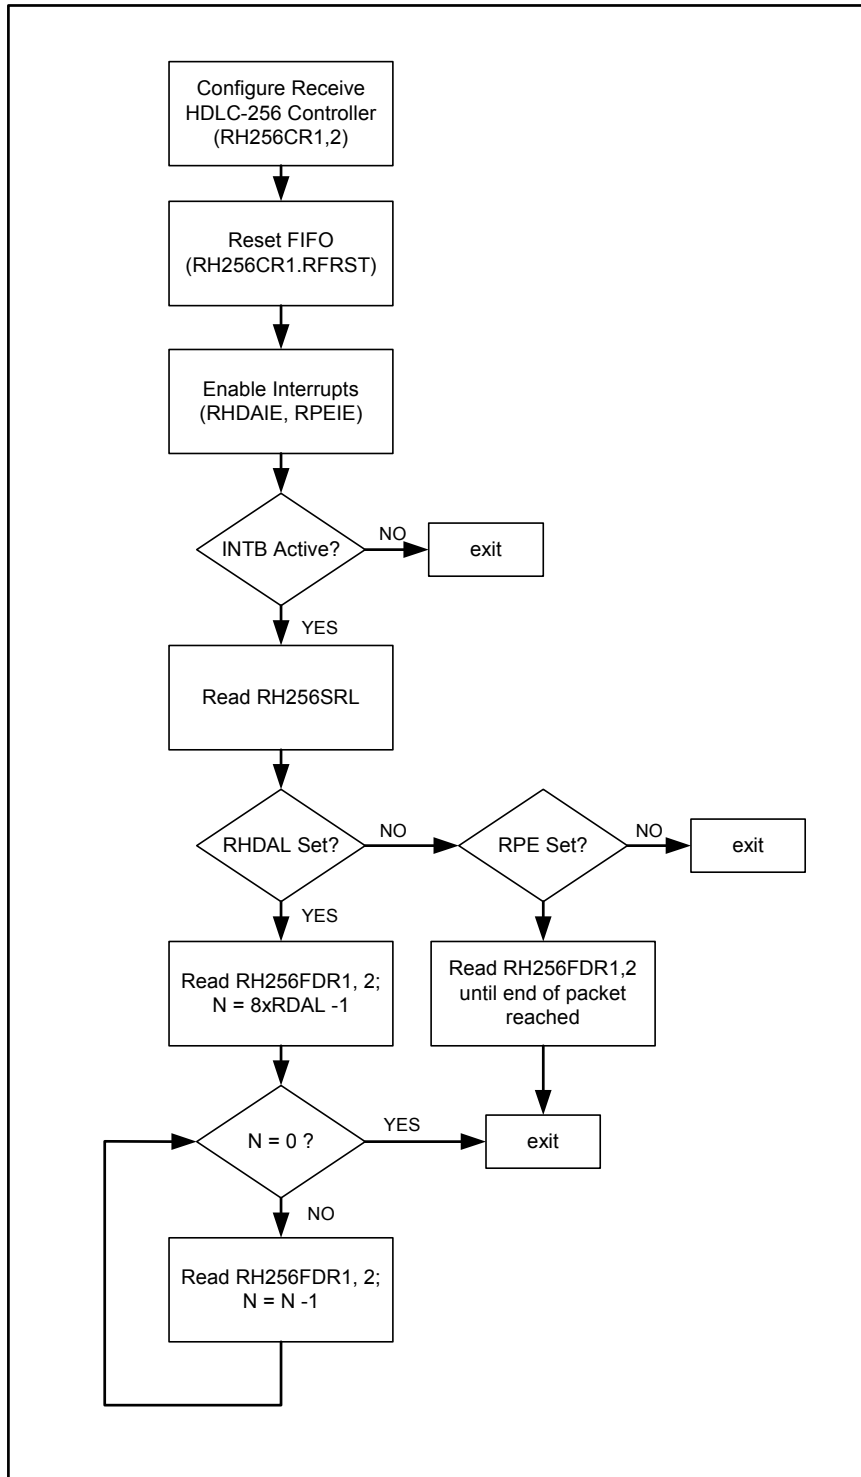 Configure Receive
HDLC-256 Controller
(RH256CR1,2)
Reset FIFO
(RH256CR1.RFRST)
Enable Interrupts
(RHDAIE, RPEIE)
INTB Active?
NO
exit
YES
Read RH256SRL
RHDAL Set?
NO
RPE Set?
NO
exit
YES
Read RH256FDR1, 2;
N = 8xRDAL -1
Read RH256FDR1,2
until end of packet
reached
N = 0 ?
YES
exit
NO
Read RH256FDR1, 2;
N = N -1